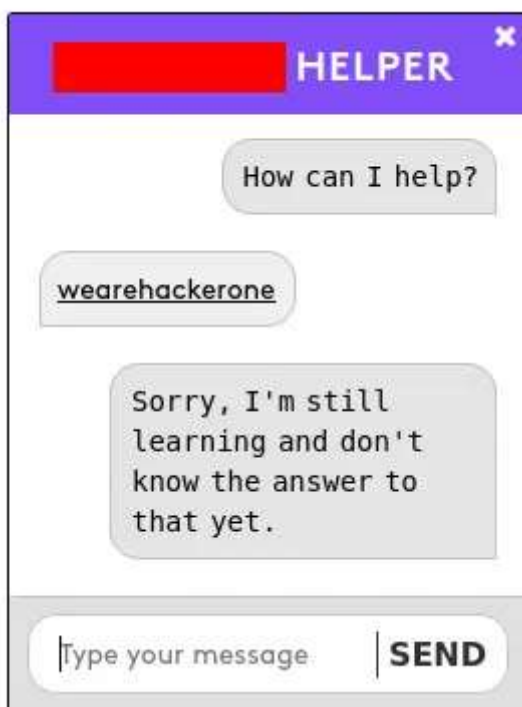 HELPER
How can I help?
wearehackerone
Sorry, I'm still
learning and don't
know the answer to
that yet.
Type your message
SEND